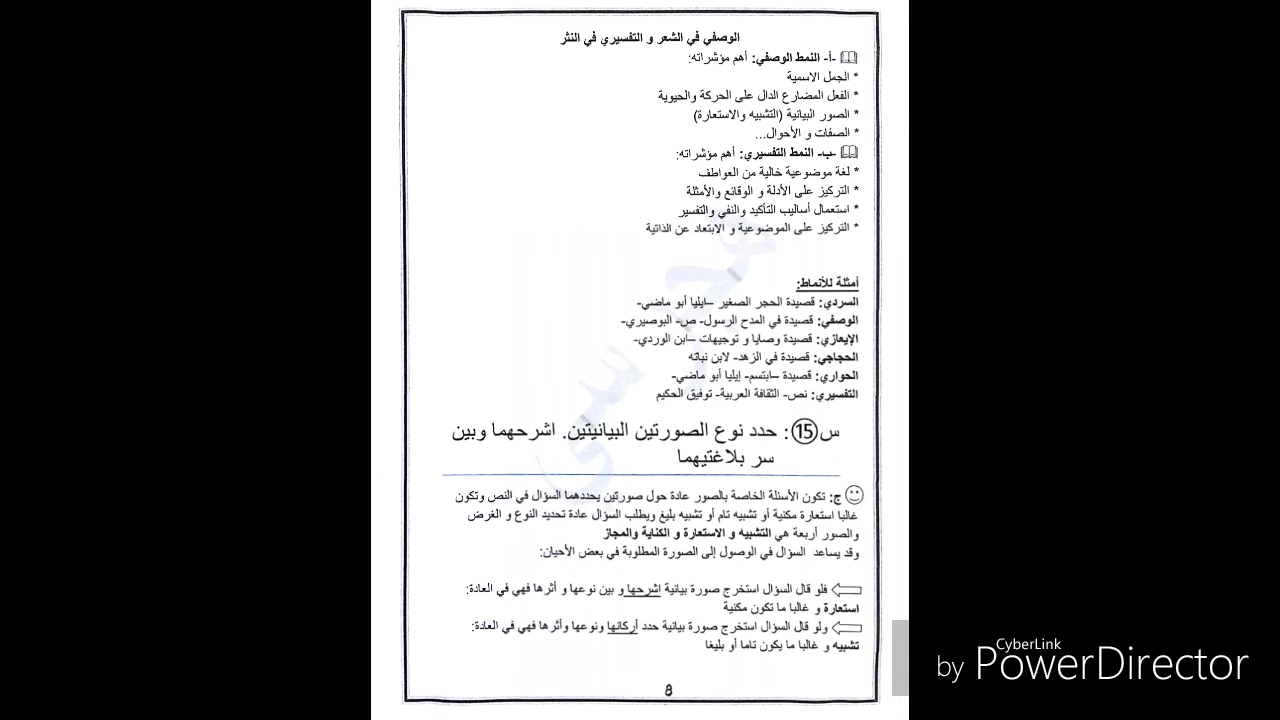 الوصفي في الشعر و التفسيري في النثر
-أ- النمط الوصفي: أهم مؤشراته:
* الجمل الإسمية
* الفعل المضارع الدال على الحركة والحيوية
* الصور البيانية (التشبيه والاستعارة)
* الصفات و الأحوال...
-ب- النمط التفسيري: أهم مؤشراته:
* لغة موضوعية خالية من العواطف
* التركيز على الأدلة و الوقائع والأمثلة
* استعمال أساليب التأكيد والنفي والتفسير
* التركيز على الموضوعية و الابتعاد عن الذاتية
أمثلة للأنماط:
السردي: قصيدة الحجر الصغير –ايليا أبو ماضي-
الوصفي: قصيدة في المدح الرسول- ص- البوصيري-
الإيعازي: قصيدة وصايا و توجيهات –ابن الوردي-
الحجاجي: قصيدة في الزهد- لابن نباته
الحواري: قصيدة –ابتسم- إيليا أبو ماضي-
التفسيري: نص- الثقافة العربية- توفيق الحكيم
س⑮: حدد نوع الصورتين البيانيتين. اشرحهما وبين
سر بلاغتيهما
ج: تكون الأسئلة الخاصة بالصور عادة حول صورتين يحددهما السؤال في النص وتكون
غالبا استعارة مكنية أو تشبيه تام أو تشبيه بليغ ويطلب السؤال عادة تحديد النوع و الغرض
والصور أربعة هي التشبيه و الاستعارة و الكناية والمجاز
وقد يساعد السؤال في الوصول إلى الصورة المطلوبة في بعض الأحيان:
فلو قال السؤال استخرج صورة بيانية اشرحها و بين نوعها و أثرها فهي في العادة:
استعارة و غالبا ما تكون مكنية
ولو قال السؤال استخرج صورة بيانية حدد أركانها ونوعها وأثرها فهي في العادة:
تشبيه و غالبا ما يكون تاما أو بليغا
8
by CyberLink PowerDirector